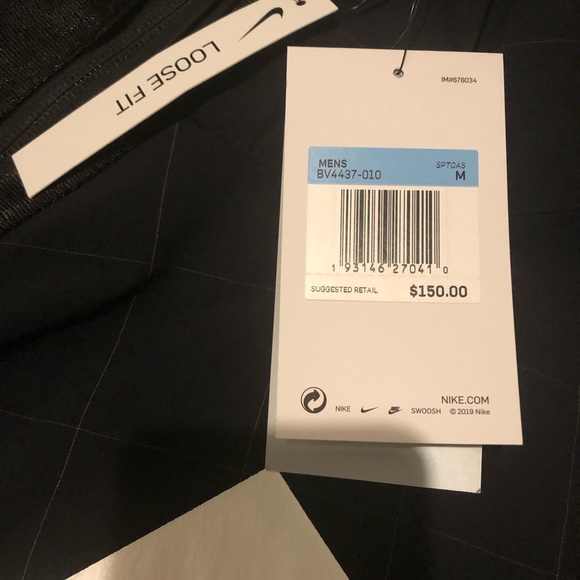 LOOSE FIT
IM#676034
MENS SPTCAS
BV4437-010 M
1 93146 27041 0
SUGGESTED RETAIL $150.00
NIKE.COM
NIKE SWOOSH © 2019 Nike